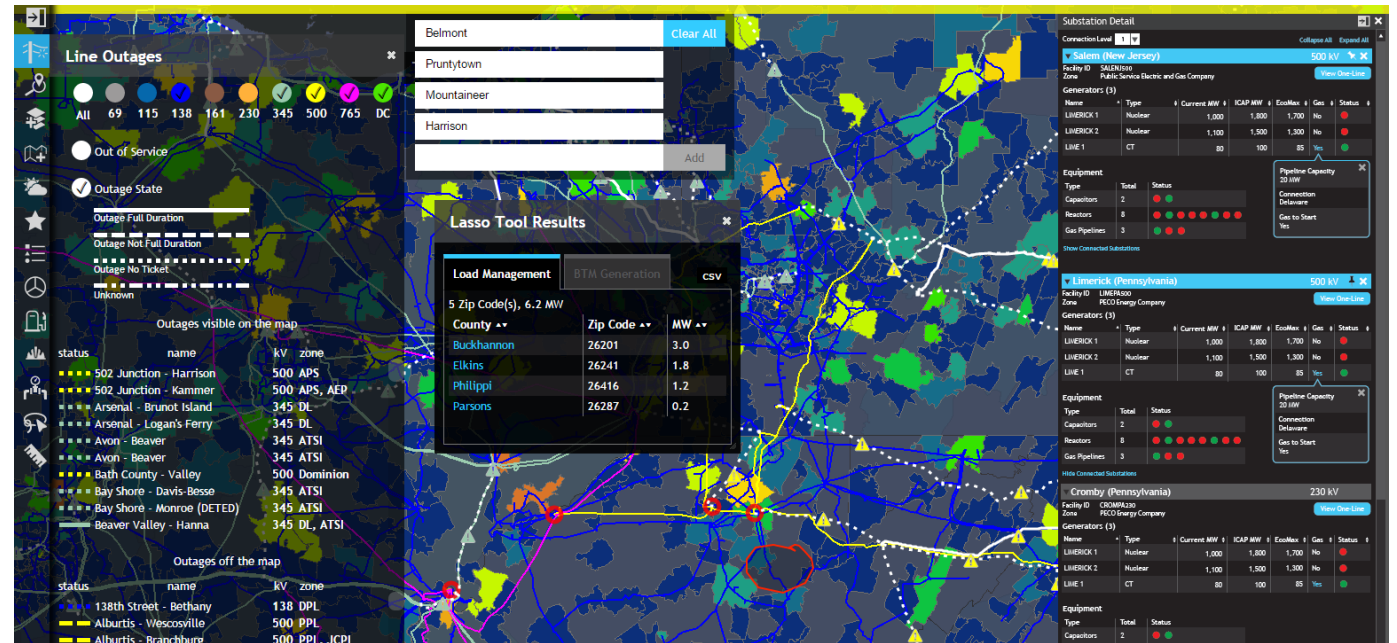 Line Outages
All 69 115 138 161 230 345 500 765 DC
Out of Service
Outage State
Outage Full Duration
Outage Not Full Duration
Outage No Ticket
Unknown
Outages visible on the map
status name kV zone
502 Junction - Harrison 500 APS
502 Junction - Kammer 500 APS, AEP
Arsenal - Brunot Island 345 DL
Arsenal - Logan's Ferry 345 DL
Avon - Beaver 345 ATSI
Avon - Beaver 345 ATSI
Bath County - Valley 500 Dominion
Bay Shore - Davis-Besse 345 ATSI
Bay Shore - Monroe (DETED) 345 ATSI
Beaver Valley - Hanna 345 DL, ATSI
Outages off the map
status name kV zone
138th Street - Bethany 138 DPL
Alburtis - Wescosville 500 PPL
Alburtis - Branchburg 500 PPL, JCPL
Belmont Clear All
Pruntytown
Mountaineer
Harrison
Add
Lasso Tool Results
Load Management BTM Generation CSV
5 Zip Code(s), 6.2 MW
County Zip Code MW
Buckhannon 26201 3.0
Elkins 26241 1.8
Philippi 26416 1.2
Parsons 26287 0.2
Substation Detail
Connection Level 1 Collapse All Expand All
Salem (New Jersey) 500 kV
Facility ID SALENJ500
Zone Public Service Electric and Gas Company
View One-Line
Generators (3)
Name Type Current MW ICAP MW EcoMax Gas Status
LIMERICK 1 Nuclear 1,000 1,800 1,700 No
LIMERICK 2 Nuclear 1,100 1,500 1,300 No
LIME 1 CT 80 100 85 Yes
Equipment
Type Total Status
Capacitors 2
Reactors 8
Gas Pipelines 3
Pipeline Capacity
20 MW
Connection
Delaware
Gas to Start
Yes
Show Connected Substations
Limerick (Pennsylvania) 500 kV
Facility ID LIMEPA500
Zone PECO Energy Company
View One-Line
Generators (3)
Name Type Current MW ICAP MW EcoMax Gas Status
LIMERICK 1 Nuclear 1,000 1,800 1,700 No
LIMERICK 2 Nuclear 1,100 1,500 1,300 No
LIME 1 CT 80 100 85 Yes
Equipment
Type Total Status
Capacitors 2
Reactors 8
Gas Pipelines 3
Pipeline Capacity
20 MW
Connection
Delaware
Gas to Start
Yes
Hide Connected Substations
Cromby (Pennsylvania) 230 kV
Facility ID CROMPA230
Zone PECO Energy Company
View One-Line
Generators (3)
Name Type Current MW ICAP MW EcoMax Gas Status
LIMERICK 1 Nuclear 1,000 1,800 1,700 No
LIMERICK 2 Nuclear 1,100 1,500 1,300 No
LIME 1 CT 80 100 85 Yes
Equipment
Type Total Status
Capacitors 2